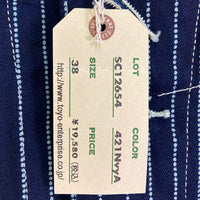 LOT
SC12654
COLOR
421NvyA
SIZE
38
PRICE
¥19,580(税込)
http://www.toyo-enterprise.co.jp